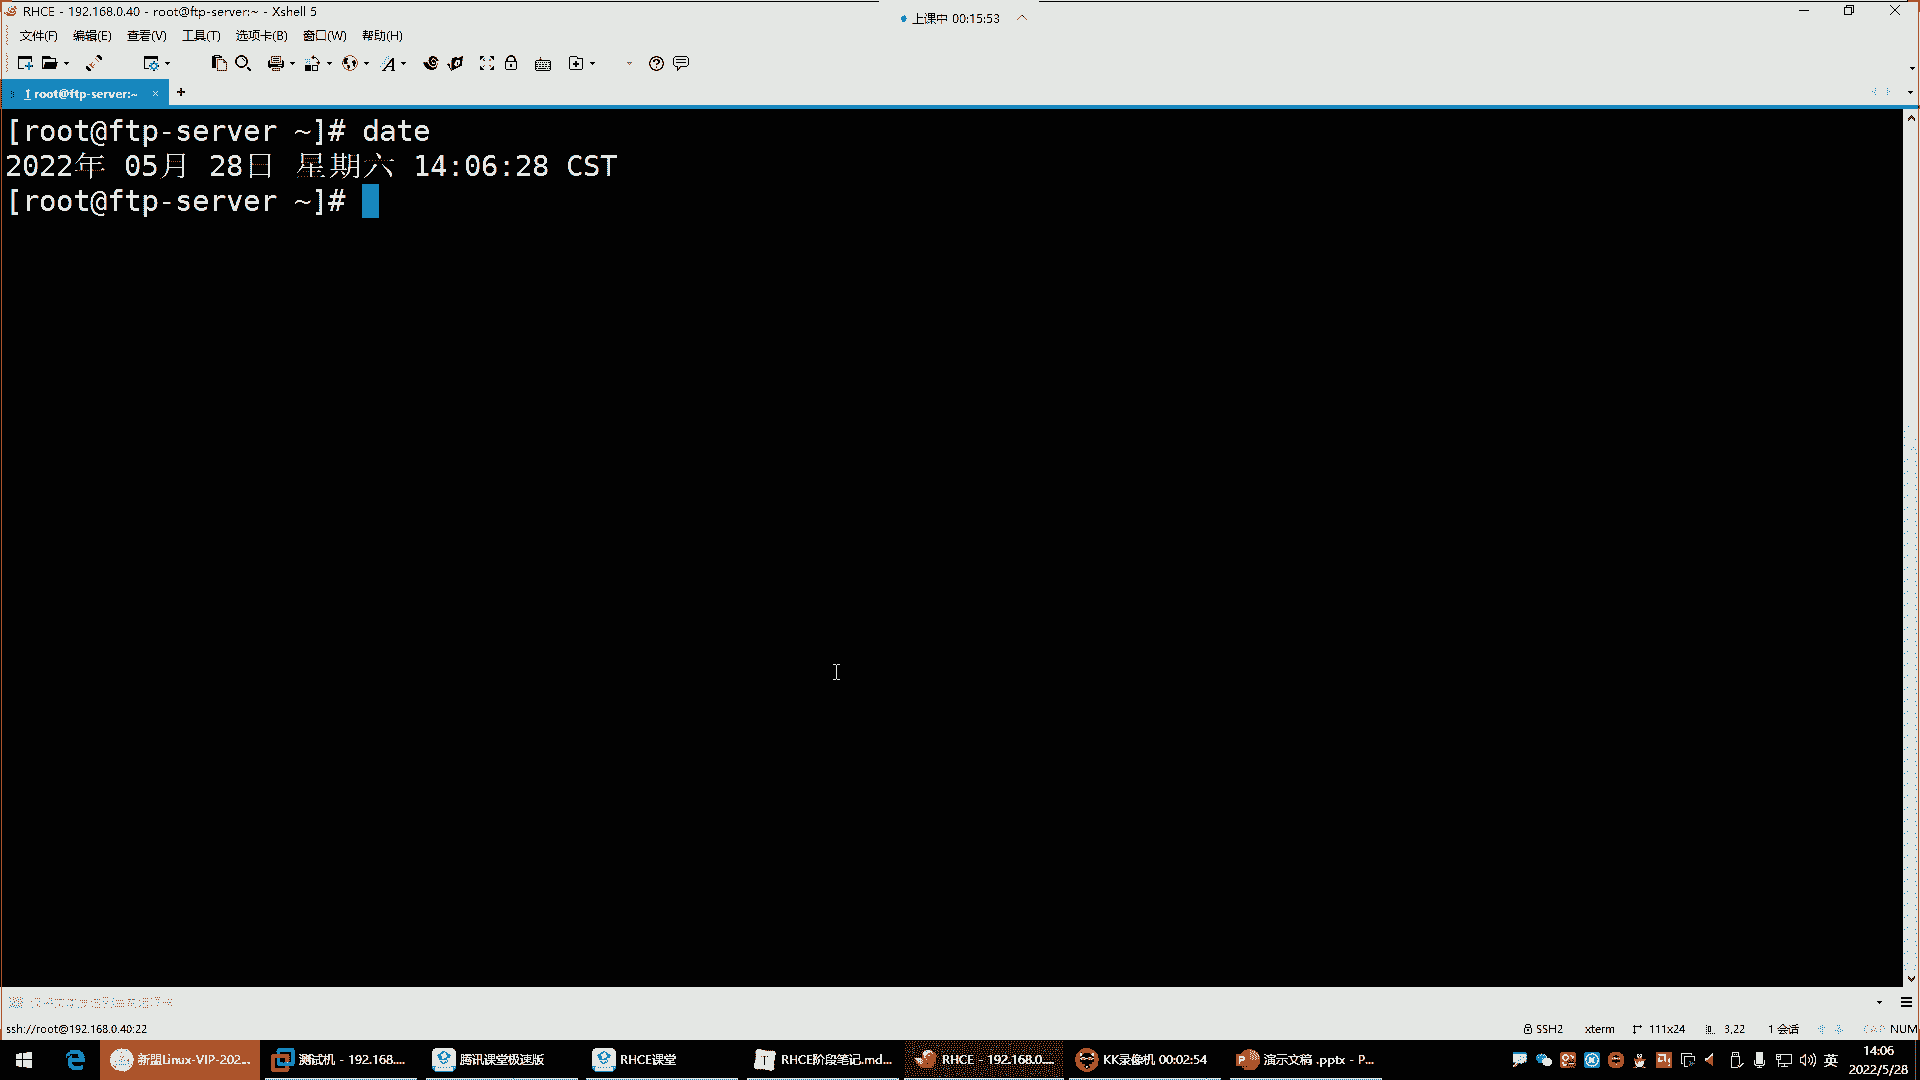 RHCE - 192.168.0.40 - root@ftp-server:~ - Xshell 5
上课中 00:15:53
文件(F) 编辑(E) 查看(V) 工具(T) 选项卡(B) 窗口(W) 帮助(H)
1 root@ftp-server:~ × +
[root@ftp-server ~]# date
2022年 05月 28日 星期六 14:06:28 CST
[root@ftp-server ~]#
ssh://root@192.168.0.40:22
SSH2 xterm 111x24 3,22 1 会话 CAP NUM
新盟Linux-VIP-202... 测试机 - 192.168.... 腾讯课堂极速版 RHCE课堂 RHCE阶段笔记.md... RHCE - 192.168.0.... KK录像机 00:02:54 演示文稿 .pptx - P... 英 14:06
2022/5/28